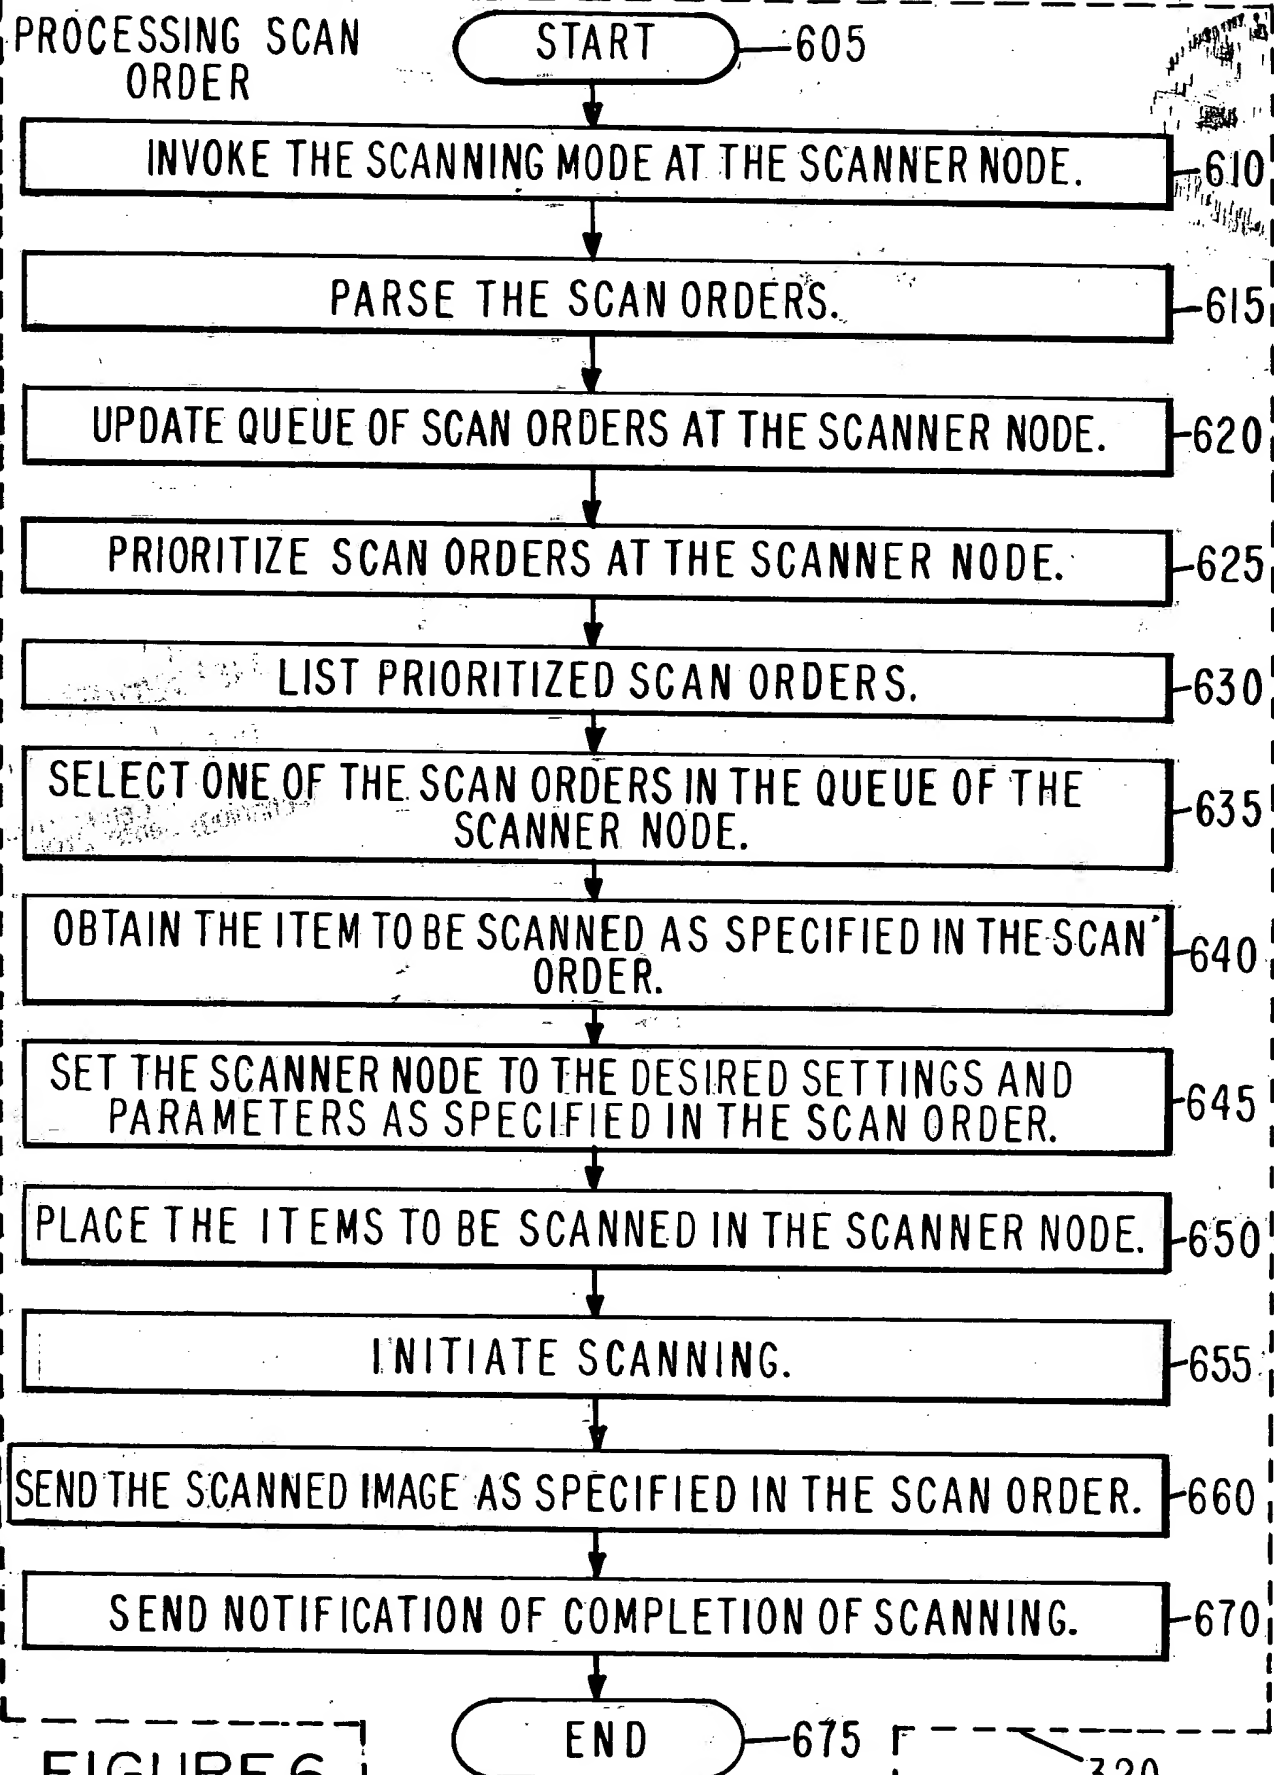 PROCESSING SCAN
ORDER
START
605
INVOKE THE SCANNING MODE AT THE SCANNER NODE.
610
PARSE THE SCAN ORDERS.
615
UPDATE QUEUE OF SCAN ORDERS AT THE SCANNER NODE.
620
PRIORITIZE SCAN ORDERS AT THE SCANNER NODE.
625
LIST PRIORITIZED SCAN ORDERS.
630
SELECT ONE OF THE SCAN ORDERS IN THE QUEUE OF THE
SCANNER NODE.
635
OBTAIN THE ITEM TO BE SCANNED AS SPECIFIED IN THE SCAN
ORDER.
640
SET THE SCANNER NODE TO THE DESIRED SETTINGS AND
PARAMETERS AS SPECIFIED IN THE SCAN ORDER.
645
PLACE THE ITEMS TO BE SCANNED IN THE SCANNER NODE.
650
INITIATE SCANNING.
655
SEND THE SCANNED IMAGE AS SPECIFIED IN THE SCAN ORDER.
660
SEND NOTIFICATION OF COMPLETION OF SCANNING.
670
END
675
FIGURE 6
320